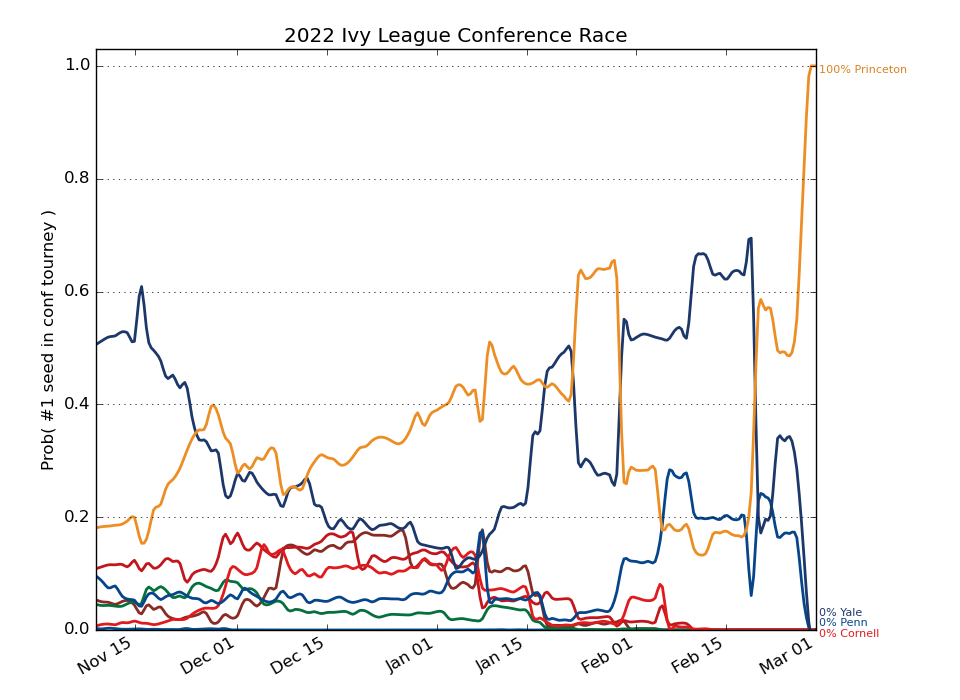 2022 Ivy League Conference Race
Prob( #1 seed in conf tourney )
1.0
0.8
0.6
0.4
0.2
0.0
100% Princeton
0% Yale
0% Penn
0% Cornell
Nov 15
Dec 01
Dec 15
Jan 01
Jan 15
Feb 01
Feb 15
Mar 01